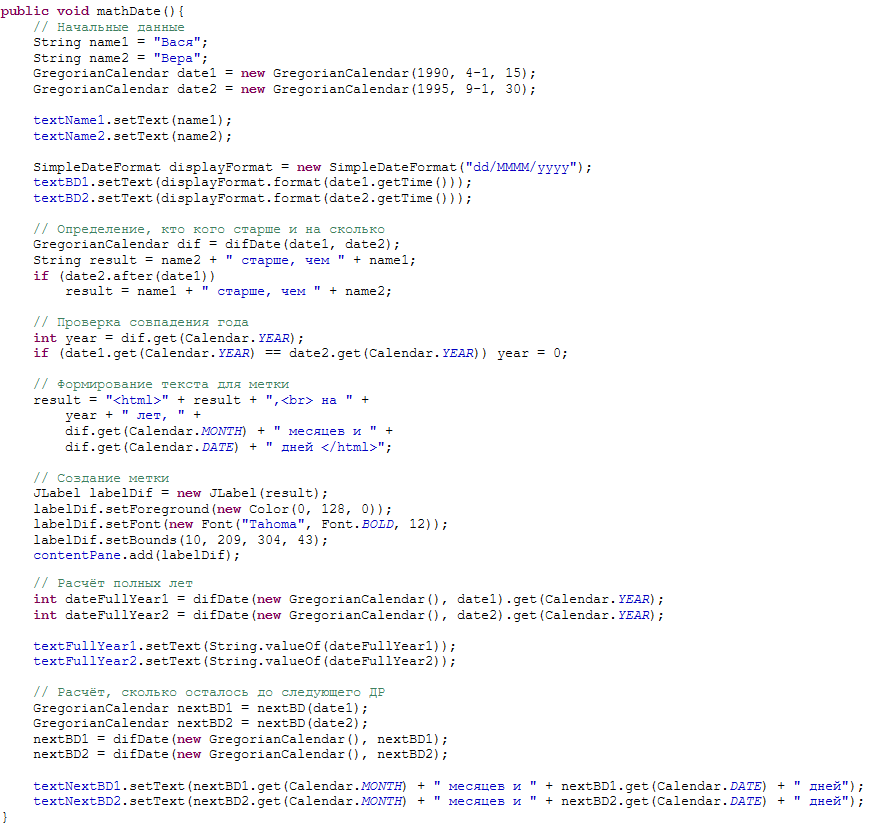 public void mathDate(){
// Начальные данные
String name1 = "Вася";
String name2 = "Вера";
GregorianCalendar date1 = new GregorianCalendar(1990, 4-1, 15);
GregorianCalendar date2 = new GregorianCalendar(1995, 9-1, 30);
textName1.setText(name1);
textName2.setText(name2);
SimpleDateFormat displayFormat = new SimpleDateFormat("dd/MMMM/yyyy");
textBD1.setText(displayFormat.format(date1.getTime()));
textBD2.setText(displayFormat.format(date2.getTime()));
// Определение, кто кого старше и на сколько
GregorianCalendar dif = difDate(date1, date2);
String result = name2 + " старше, чем " + name1;
if (date2.after(date1))
result = name1 + " старше, чем " + name2;
// Проверка совпадения года
int year = dif.get(Calendar.YEAR);
if (date1.get(Calendar.YEAR) == date2.get(Calendar.YEAR)) year = 0;
// Формирование текста для метки
result = "<html>" + result + ",<br> на " +
year + " лет, " +
dif.get(Calendar.MONTH) + " месяцев и " +
dif.get(Calendar.DATE) + " дней </html>";
// Создание метки
JLabel labelDif = new JLabel(result);
labelDif.setForeground(new Color(0, 128, 0));
labelDif.setFont(new Font("Tahoma", Font.BOLD, 12));
labelDif.setBounds(10, 209, 304, 43);
contentPane.add(labelDif);
// Расчёт полных лет
int dateFullYear1 = difDate(new GregorianCalendar(), date1).get(Calendar.YEAR);
int dateFullYear2 = difDate(new GregorianCalendar(), date2).get(Calendar.YEAR);
textFullYear1.setText(String.valueOf(dateFullYear1));
textFullYear2.setText(String.valueOf(dateFullYear2));
// Расчёт, сколько осталось до следующего ДР
GregorianCalendar nextBD1 = nextBD(date1);
GregorianCalendar nextBD2 = nextBD(date2);
nextBD1 = difDate(new GregorianCalendar(), nextBD1);
nextBD2 = difDate(new GregorianCalendar(), nextBD2);
textNextBD1.setText(nextBD1.get(Calendar.MONTH) + " месяцев и " + nextBD1.get(Calendar.DATE) + " дней");
textNextBD2.setText(nextBD2.get(Calendar.MONTH) + " месяцев и " + nextBD2.get(Calendar.DATE) + " дней");
}